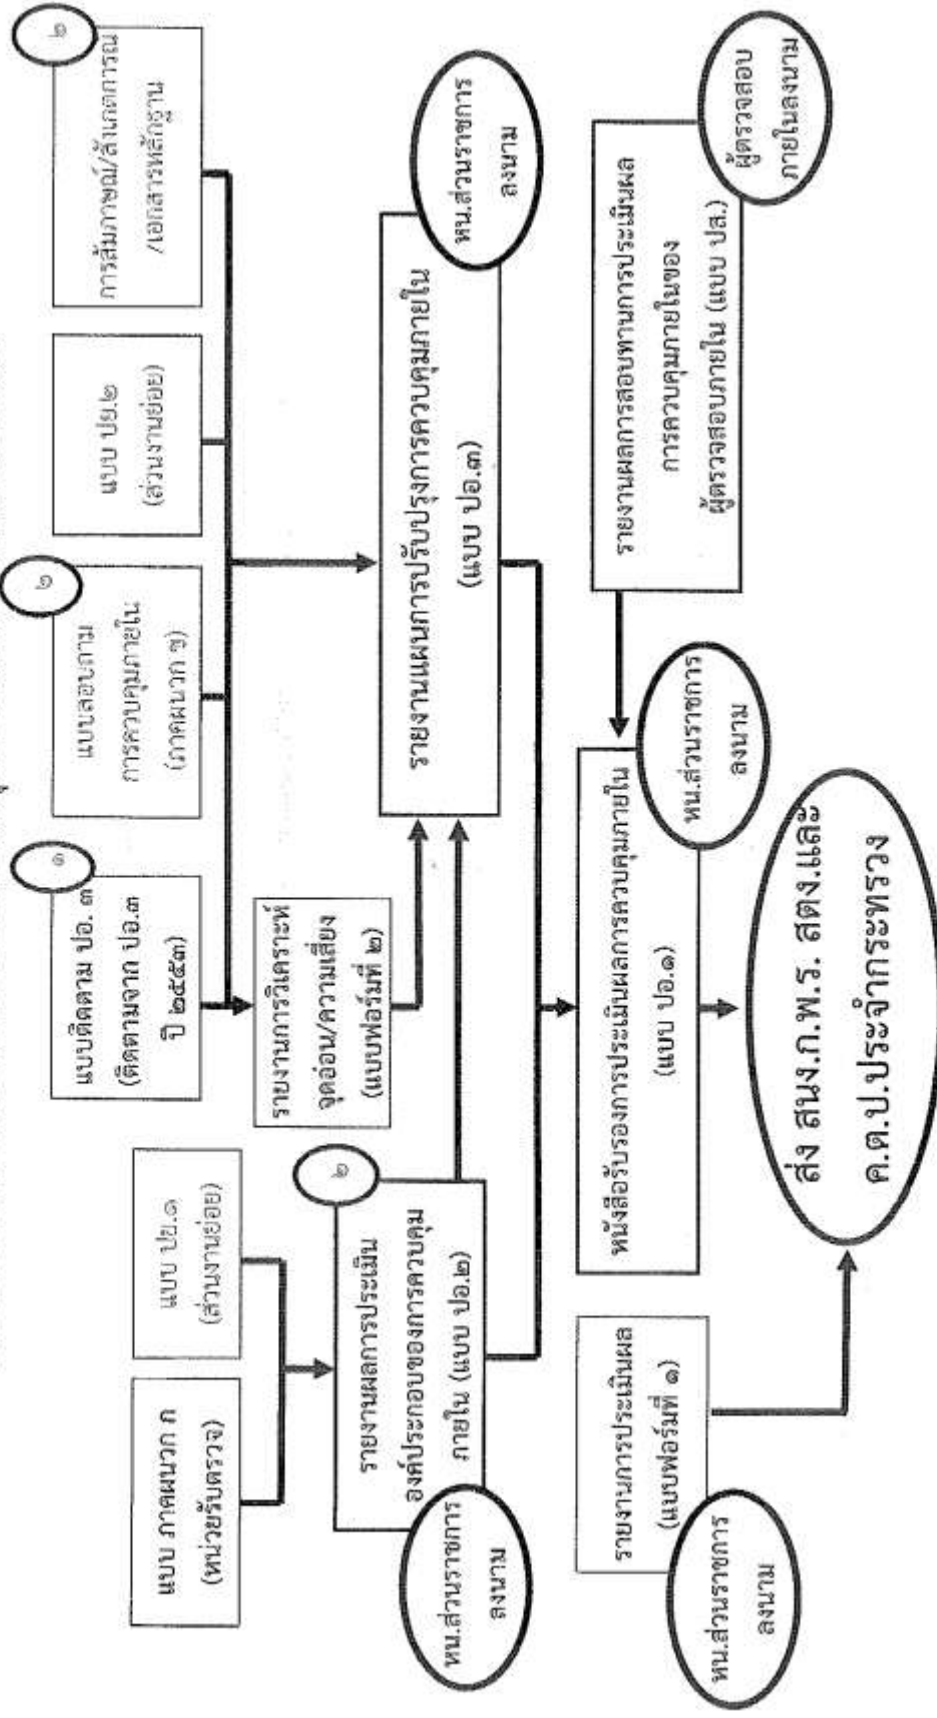 แบบ ภาคผนวก ก
(หน่วยรับตรวจ)
แบบ ปย.๑
(ส่วนงานย่อย)
๑
แบบติดตาม ปอ. ๓
(ติดตามจาก ปอ.๓
ปี ๒๕๕๓)
๒
แบบสอบถาม
การควบคุมภายใน
(ภาคผนวก ข)
แบบ ปย.๒
(ส่วนงานย่อย)
๒
การสัมภาษณ์/สังเกตการณ์
/เอกสารหลักฐาน
รายงานการวิเคราะห์
จุดอ่อน/ความเสี่ยง
(แบบฟอร์มที่ ๒)
๒
รายงานผลการประเมิน
องค์ประกอบของการควบคุม
ภายใน (แบบ ปอ.๒)
หน.ส่วนราชการ
ลงนาม
รายงานแผนการปรับปรุงการควบคุมภายใน
(แบบ ปอ.๓)
หน.ส่วนราชการ
ลงนาม
รายงานการประเมินผล
(แบบฟอร์มที่ ๑)
หน.ส่วนราชการ
ลงนาม
หนังสือรับรองการประเมินผลการควบคุมภายใน
(แบบ ปอ.๑)
หน.ส่วนราชการ
ลงนาม
รายงานผลการสอบทานการประเมินผล
การควบคุมภายในของ
ผู้ตรวจสอบภายใน (แบบ ปส.)
ผู้ตรวจสอบ
ภายในลงนาม
ส่ง สนง.ก.พ.ร. สตง.และ
ค.ต.ป.ประจำกระทรวง